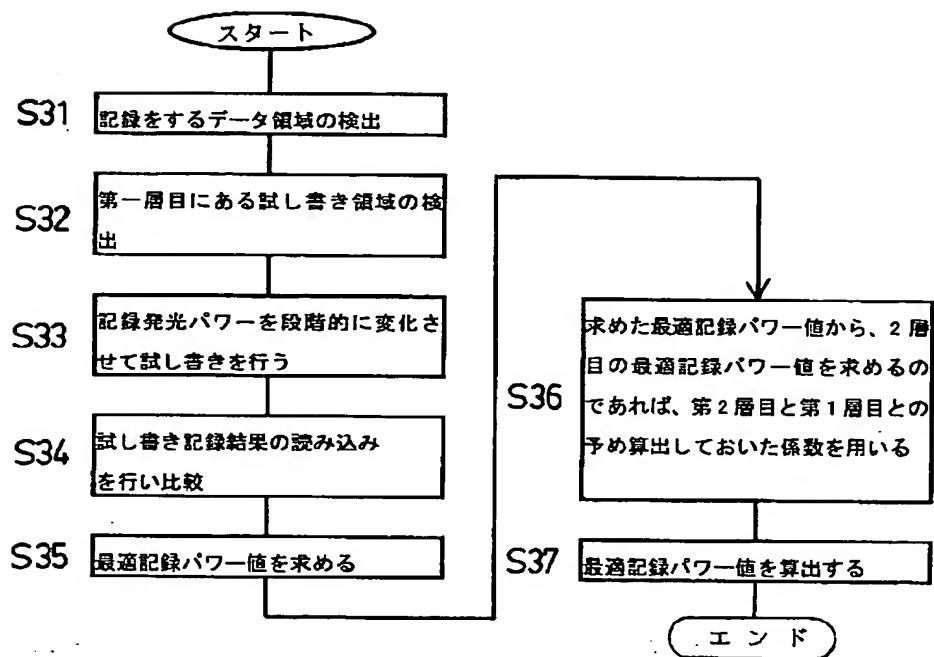 スタート
S31
記録をするデータ領域の検出
S32
第一層目にある試し書き領域の検
出
S33
記録発光パワーを段階的に変化さ
せて試し書きを行う
S34
試し書き記録結果の読み込み
を行い比較
S35
最適記録パワー値を求める
S36
求めた最適記録パワー値から、2層
目の最適記録パワー値を求めるの
であれば、第2層目と第1層目との
予め算出しておいた係数を用いる
S37
最適記録パワー値を算出する
エンド